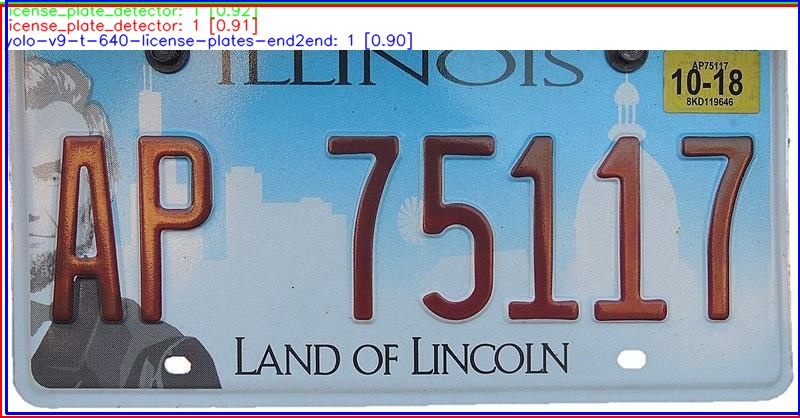 license_plate_detector: 1 [0.92]
license_plate_detector: 1 [0.91]
yolo-v9-t-640-license-plates-end2end: 1 [0.90]
ILLINOIS
AP75117
10-18
8KD119646
AP 75117
LAND OF LINCOLN